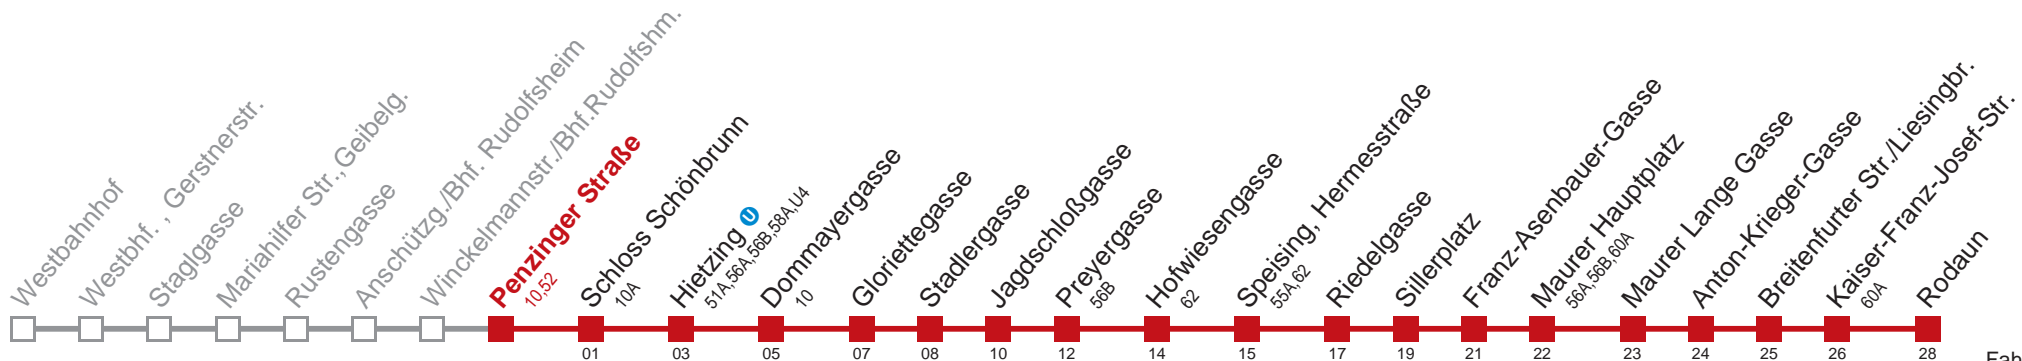 Westbahnhof
Westbhf. , Gerstnerstr.
Staglgasse
Mariahilfer Str.,Geibelg.
Rustengasse
Anschützg./Bhf. Rudolfsheim
Winckelmannstr./Bhf.Rudolfshm.
Penzinger Straße
10,52
Schloss Schönbrunn
10A
Hietzing U
51A,56A,56B,58A,U4
Dommayergasse
10
Gloriettegasse
Stadlergasse
Jagdschloßgasse
Preyergasse
56B
Hofwiesengasse
62
Speising, Hermesstraße
55A,62
Riedelgasse
Sillerplatz
Franz-Asenbauer-Gasse
Maurer Hauptplatz
56A,56B,60A
Maurer Lange Gasse
Anton-Krieger-Gasse
Breitenfurter Str./Liesingbr.
Kaiser-Franz-Josef-Str.
60A
Rodaun
01 03 05 07 08 10 12 14 15 17 19 21 22 23 24 25 26 28 Fah